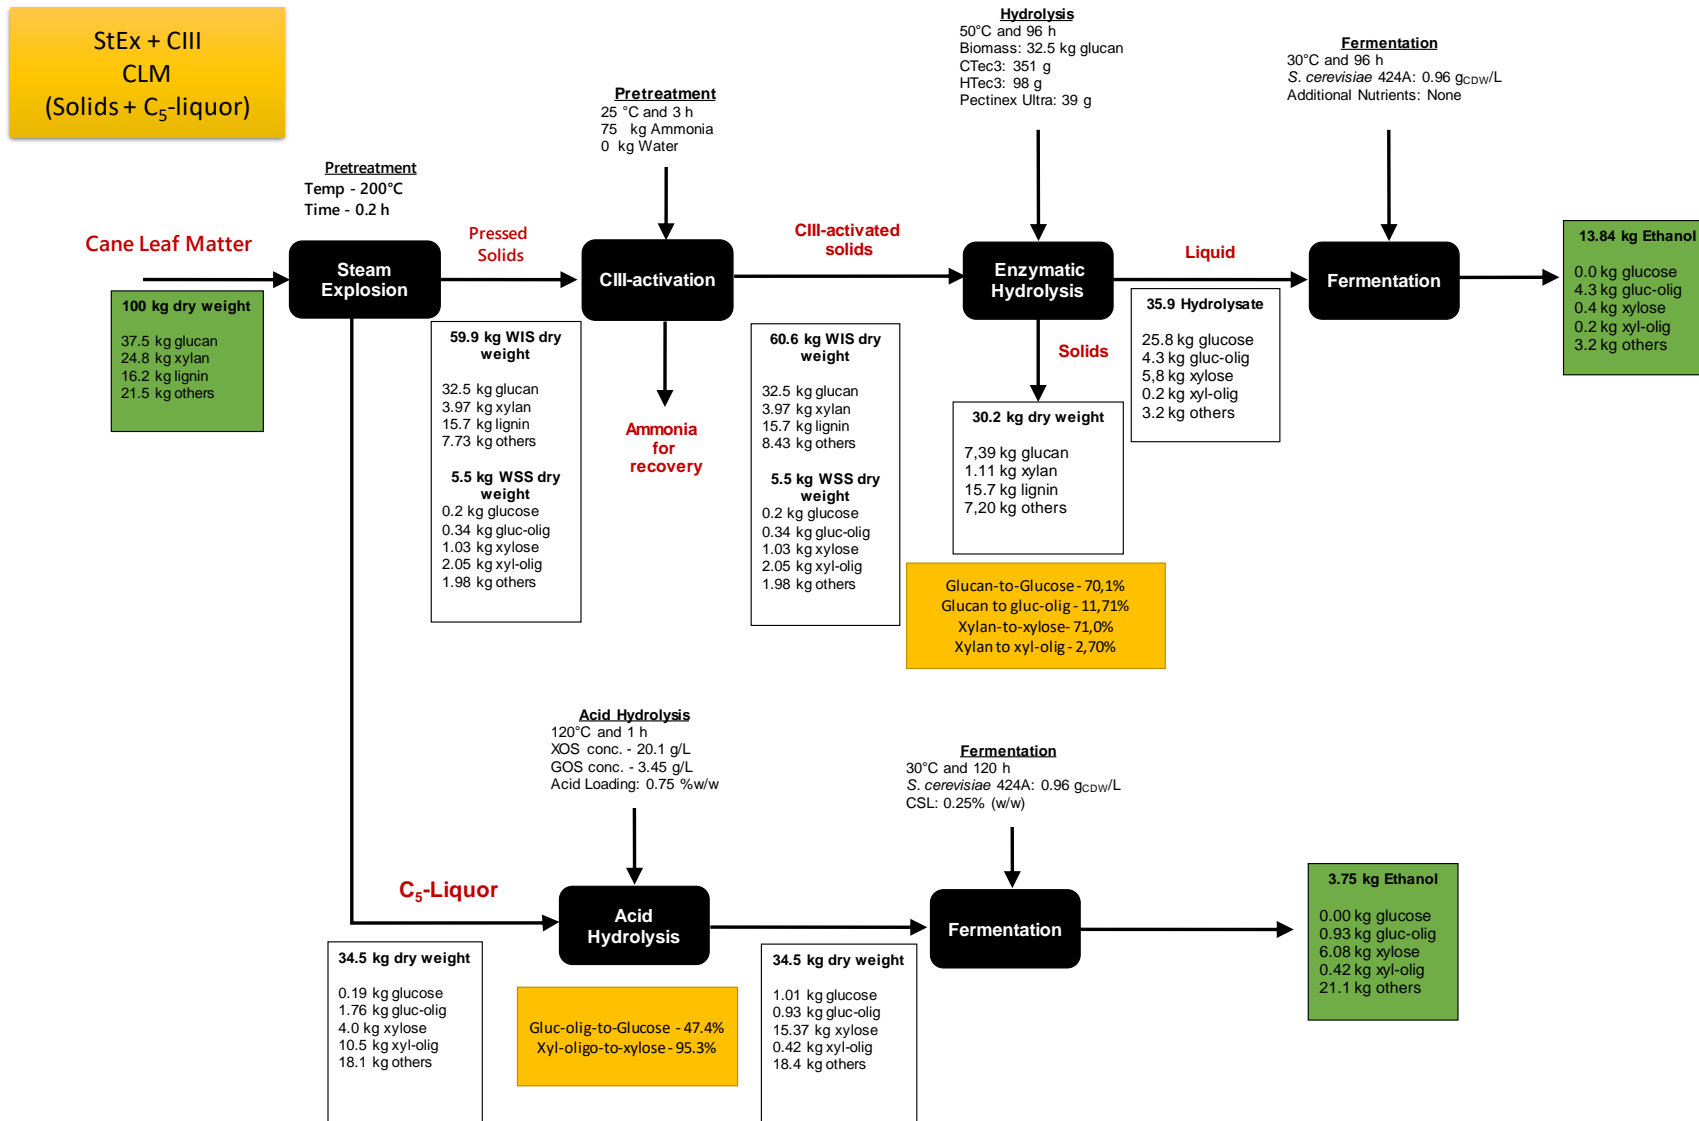 StEx + CIII
CLM
(Solids + C5-liquor)
Pretreatment
Temp - 200°C
Time - 0.2 h
Pretreatment
25 °C and 3 h
75 kg Ammonia
0 kg Water
Hydrolysis
50°C and 96 h
Biomass: 32.5 kg glucan
CTec3: 351 g
HTec3: 98 g
Pectinex Ultra: 39 g
Fermentation
30°C and 96 h
S. cerevisiae 424A: 0.96 gCDW/L
Additional Nutrients: None
Cane Leaf Matter
Steam
Explosion
Pressed
Solids
CIII-activation
CIII-activated
solids
Enzymatic
Hydrolysis
Liquid
Fermentation
100 kg dry weight
37.5 kg glucan
24.8 kg xylan
16.2 kg lignin
21.5 kg others
59.9 kg WIS dry
weight
32.5 kg glucan
3.97 kg xylan
15.7 kg lignin
7.73 kg others
5.5 kg WSS dry
weight
0.2 kg glucose
0.34 kg gluc-olig
1.03 kg xylose
2.05 kg xyl-olig
1.98 kg others
Ammonia
for
recovery
60.6 kg WIS dry
weight
32.5 kg glucan
3.97 kg xylan
15.7 kg lignin
8.43 kg others
5.5 kg WSS dry
weight
0.2 kg glucose
0.34 kg gluc-olig
1.03 kg xylose
2.05 kg xyl-olig
1.98 kg others
Solids
30.2 kg dry weight
7,39 kg glucan
1.11 kg xylan
15.7 kg lignin
7,20 kg others
35.9 Hydrolysate
25.8 kg glucose
4.3 kg gluc-olig
5,8 kg xylose
0.2 kg xyl-olig
3.2 kg others
13.84 kg Ethanol
0.0 kg glucose
4.3 kg gluc-olig
0.4 kg xylose
0.2 kg xyl-olig
3.2 kg others
Glucan-to-Glucose - 70,1%
Glucan to gluc-olig - 11,71%
Xylan-to-xylose- 71,0%
Xylan to xyl-olig - 2,70%
Acid Hydrolysis
120°C and 1 h
XOS conc. - 20.1 g/L
GOS conc. - 3.45 g/L
Acid Loading: 0.75 %w/w
Fermentation
30°C and 120 h
S. cerevisiae 424A: 0.96 gCDW/L
CSL: 0.25% (w/w)
C5-Liquor
Acid
Hydrolysis
Fermentation
34.5 kg dry weight
0.19 kg glucose
1.76 kg gluc-olig
4.0 kg xylose
10.5 kg xyl-olig
18.1 kg others
Gluc-olig-to-Glucose - 47.4%
Xyl-oligo-to-xylose - 95.3%
34.5 kg dry weight
1.01 kg glucose
0.93 kg gluc-olig
15.37 kg xylose
0.42 kg xyl-olig
18.4 kg others
3.75 kg Ethanol
0.00 kg glucose
0.93 kg gluc-olig
6.08 kg xylose
0.42 kg xyl-olig
21.1 kg others